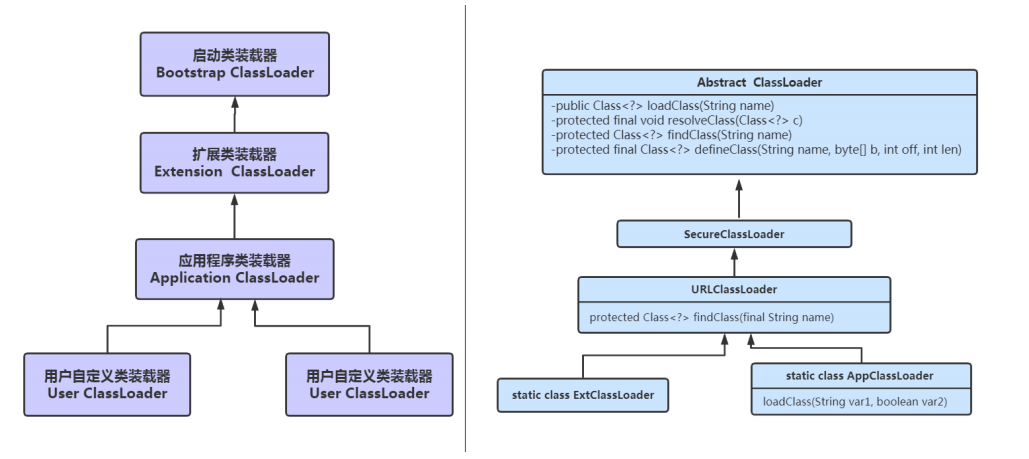 启动类装载器
Bootstrap ClassLoader
扩展类装载器
Extension ClassLoader
应用程序类装载器
Application ClassLoader
用户自定义类装载器
User ClassLoader
用户自定义类装载器
User ClassLoader
Abstract ClassLoader
-public Class<?> loadClass(String name)
-protected final void resolveClass(Class<?> c)
-protected Class<?> findClass(String name)
-protected final Class<?> defineClass(String name, byte[] b, int off, int len)
SecureClassLoader
URLClassLoader
protected Class<?> findClass(final String name)
static class ExtClassLoader
static class AppClassLoader
loadClass(String var1, boolean var2)